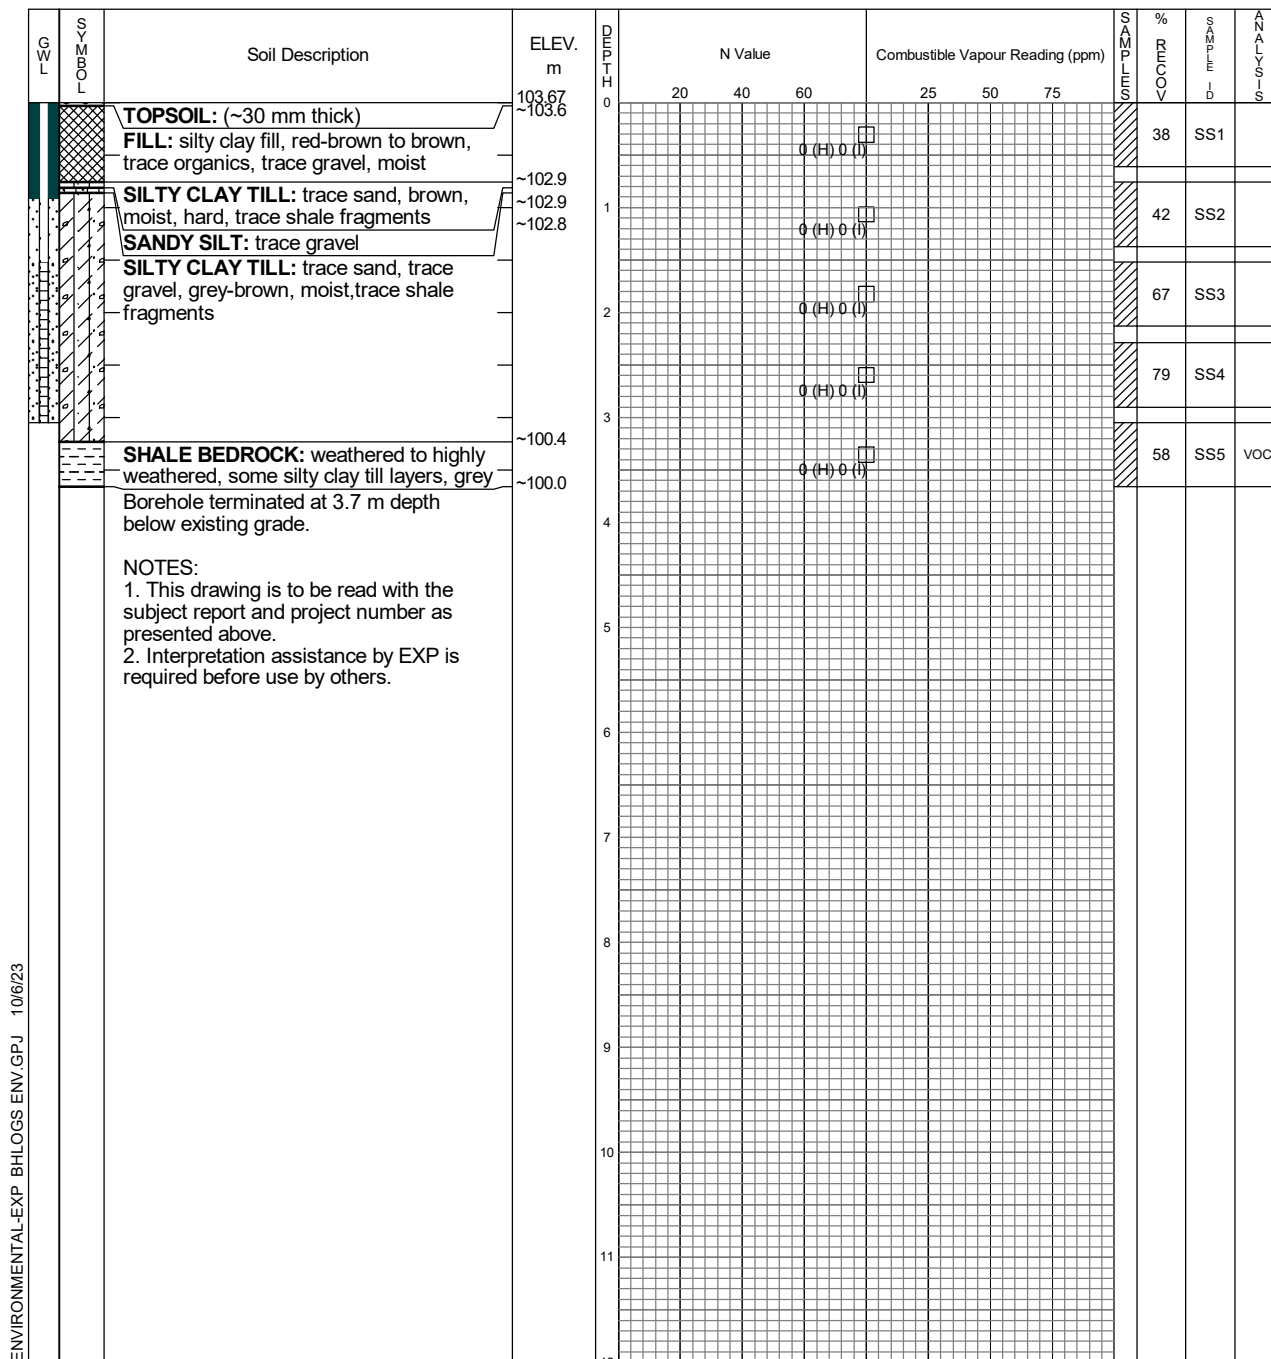 GWL
SYMBOL
Soil Description
ELEV.
m
DEPTH
N Value
Combustible Vapour Reading (ppm)
SAMPLES
% RECOV
SAMPLE ID
ANALYSIS
20 40 60 25 50 75
103.67
0
TOPSOIL: (~30 mm thick)
~103.6
FILL: silty clay fill, red-brown to brown,
trace organics, trace gravel, moist
0 (H) 0 (I)
38 SS1
~102.9
SILTY CLAY TILL: trace sand, brown,
moist, hard, trace shale fragments
~102.9
1
0 (H) 0 (I)
42 SS2
~102.8
SANDY SILT: trace gravel
SILTY CLAY TILL: trace sand, trace
gravel, grey-brown, moist,trace shale
fragments
2
0 (H) 0 (I)
67 SS3
0 (H) 0 (I)
79 SS4
3
~100.4
SHALE BEDROCK: weathered to highly
weathered, some silty clay till layers, grey
0 (H) 0 (I)
58 SS5 VOC
~100.0
Borehole terminated at 3.7 m depth
below existing grade.
4
NOTES:
1. This drawing is to be read with the
subject report and project number as
presented above.
2. Interpretation assistance by EXP is
required before use by others.
5
6
7
8
9
10
11
ENVIRONMENTAL-EXP BHLOGS ENV.GPJ 10/6/23